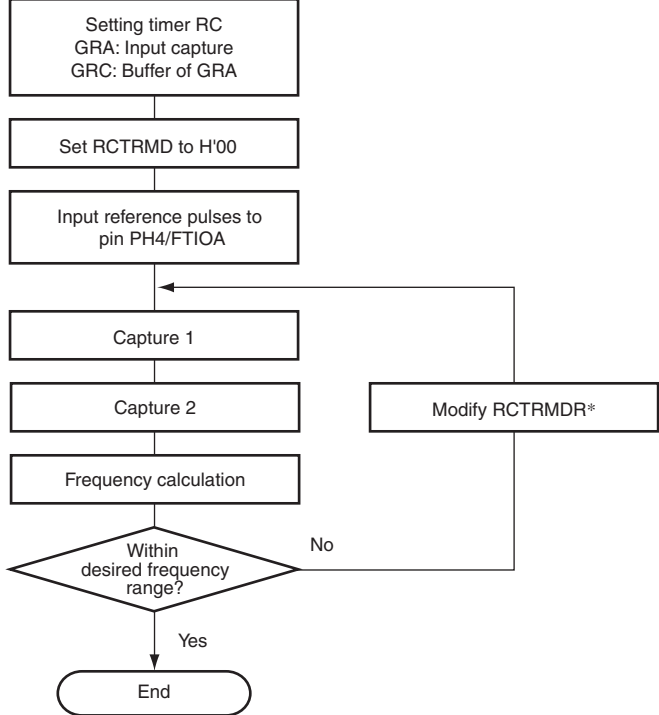 Setting timer RC
GRA: Input capture
GRC: Buffer of GRA
Set RCTRMD to H'00
Input reference pulses to
pin PH4/FTIOA
Capture 1
Capture 2
Modify RCTRMDR*
Frequency calculation
Within
desired frequency
range?
No
Yes
End